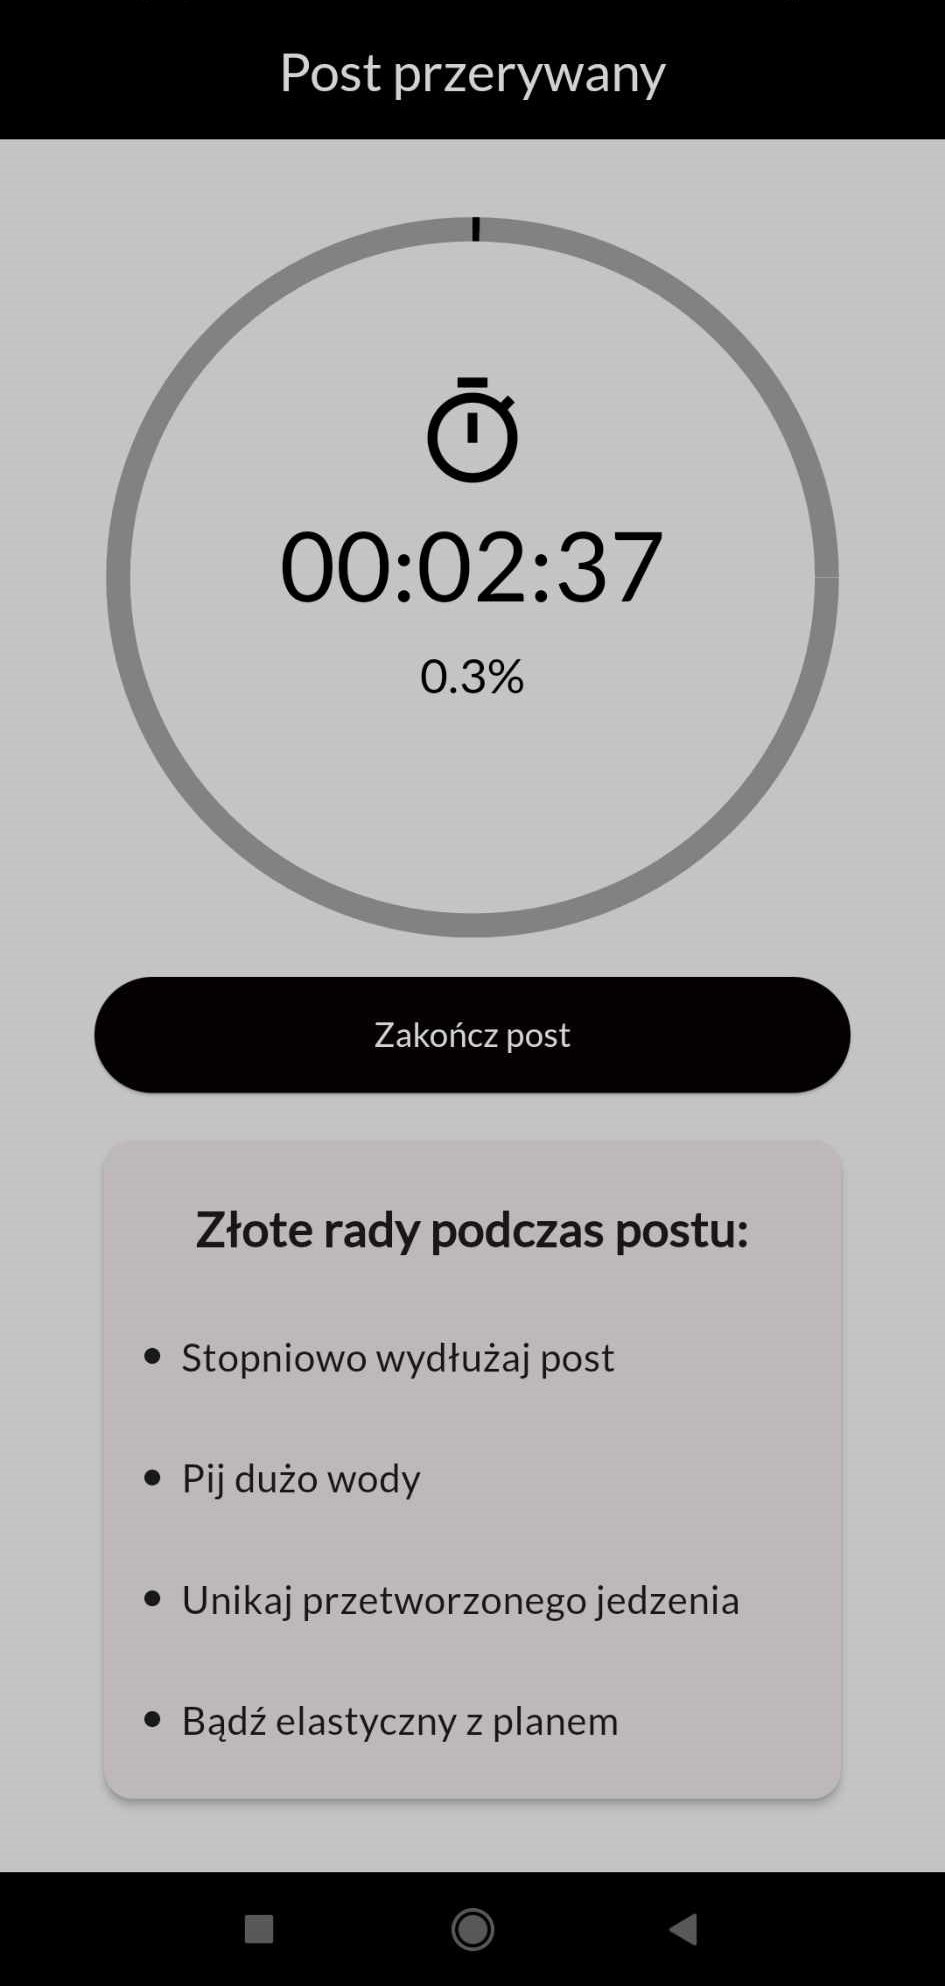 Post przerywany
00:02:37
0.3%
Zakończ post
Złote rady podczas postu:
• Stopniowo wydłużaj post
• Pij dużo wody
• Unikaj przetworzonego jedzenia
• Bądź elastyczny z planem